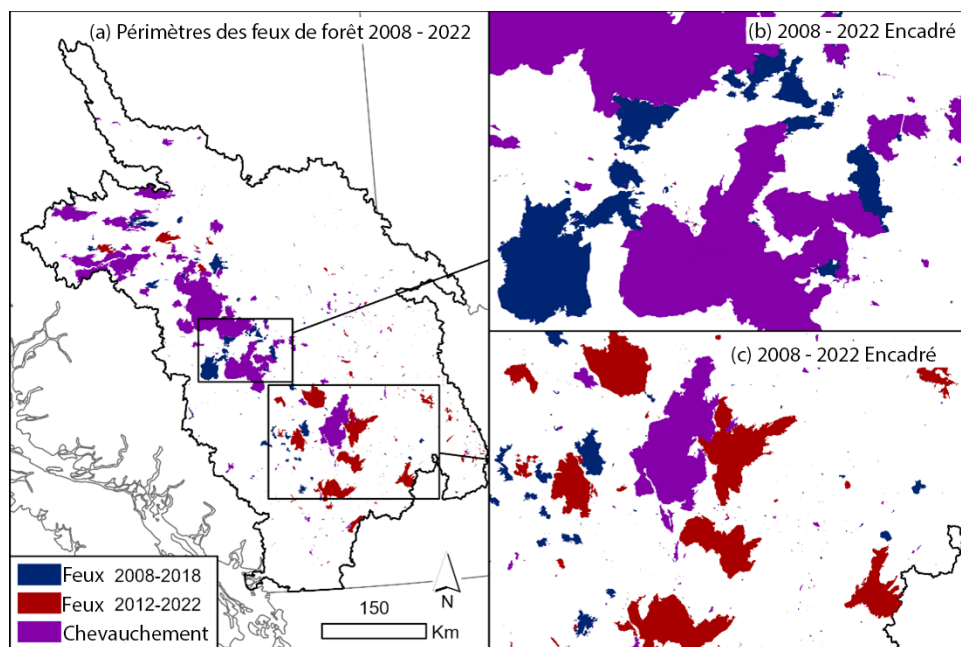 (a) Périmètres des feux de forêt 2008 - 2022
(b) 2008 - 2022 Encadré
(c) 2008 - 2022 Encadré
Feux 2008-2018
Feux 2012-2022
Chevauchement
N
150
Km